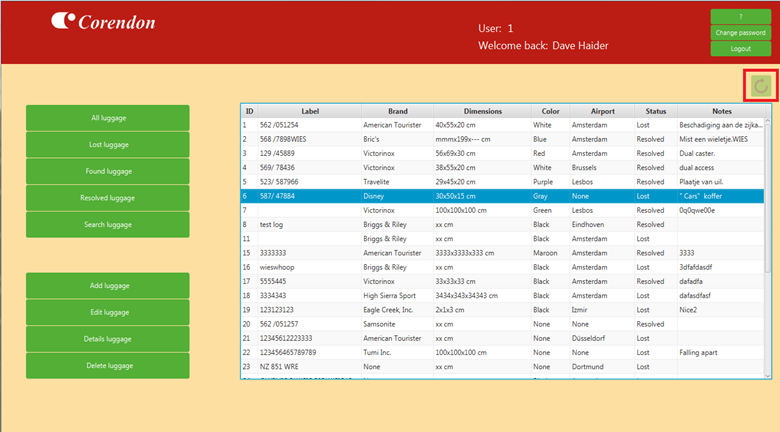 Corendon
User: 1
Welcome back: Dave Haider
?
Change password
Logout
All luggage
Lost luggage
Found luggage
Resolved luggage
Search luggage
Add luggage
Edit luggage
Details luggage
Delete luggage
ID Label Brand Dimensions Color Airport Status Notes
1 562 /051254 American Tourister 40x55x20 cm White Amsterdam Lost Beschadiging aan de zijka...
2 568 /7898WIES Bric's mmmx199x--- cm Blue Amsterdam Resolved Mist een wieletje.WIES
3 129 /45889 Victorinox 56x69x30 cm Red Amsterdam Lost Dual caster.
4 569/ 78436 Victorinox 38x55x20 cm White Brussels Resolved dual access
5 523/ 587966 Travelite 29x45x20 cm Purple Lesbos Resolved Plaatje van uil.
6 587/ 47884 Disney 30x50x15 cm Gray None Lost " Cars" koffer
7 Victorinox 100x100x100 cm Green Lesbos Resolved 0q0qwe00e
8 test log Briggs & Riley xx cm Black Eindhoven Resolved
11 Briggs & Riley xx cm Black Amsterdam Lost
15 3333333 American Tourister 3333x3333x333 cm Maroon Amsterdam Resolved 3333
16 wieswhoop Briggs & Riley xx cm Black Amsterdam Lost 3dfafdasdf
17 5555445 Victorinox 33x33x33 cm Black Amsterdam Resolved dafadfa
18 3334343 High Sierra Sport 3434x343x34343 cm Black Amsterdam Lost dafasdfasf
19 123123123 Eagle Creek, Inc. 2x1x3 cm Black Izmir Lost Nice2
20 562 /051257 Samsonite xx cm None None Resolved
21 12345612223333 American Tourister xx cm None Düsseldorf Lost
22 123456465789789 Tumi Inc. 100x100x100 cm None None Lost Falling apart
23 NZ 851 WRE None xx cm None Dortmund Lost